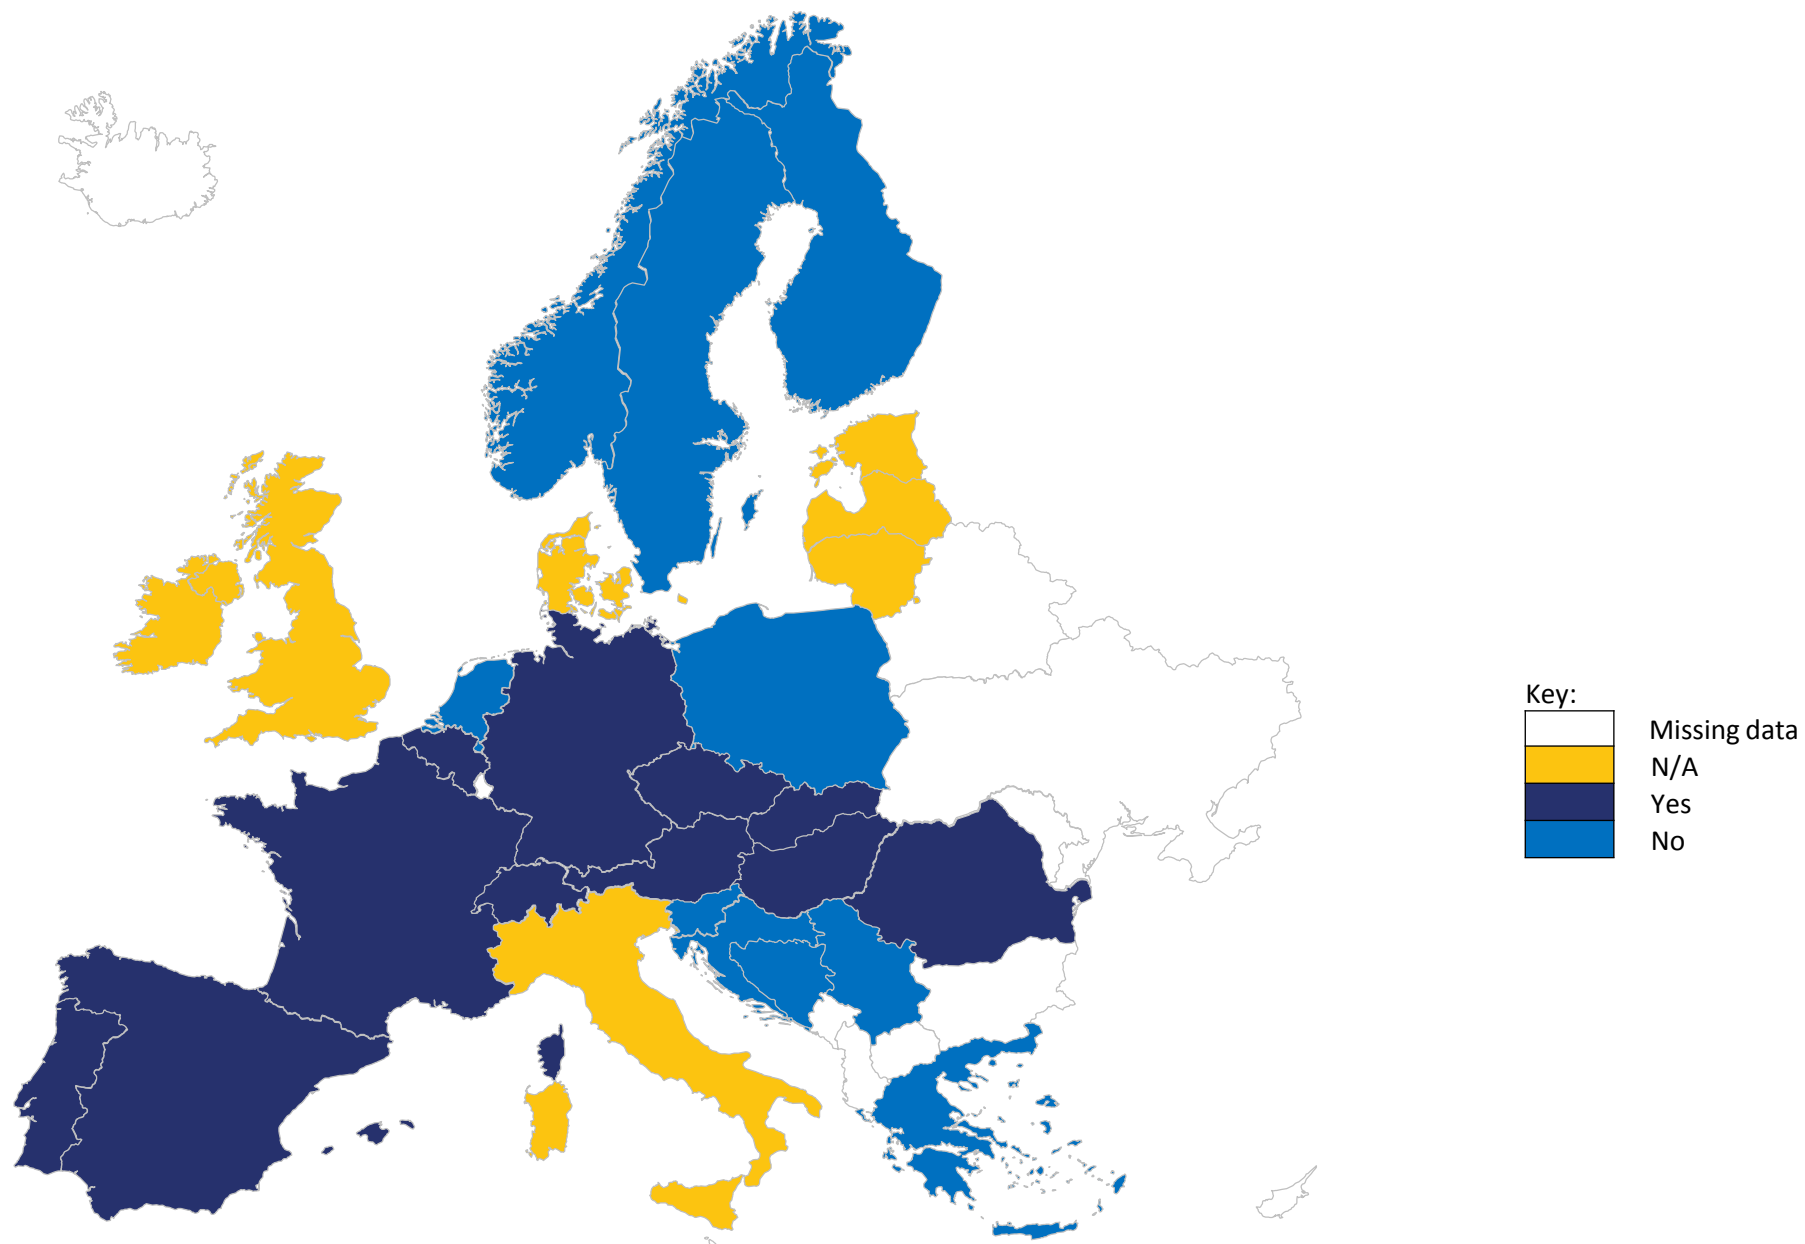 Key:
Missing data
N/A
Yes
No